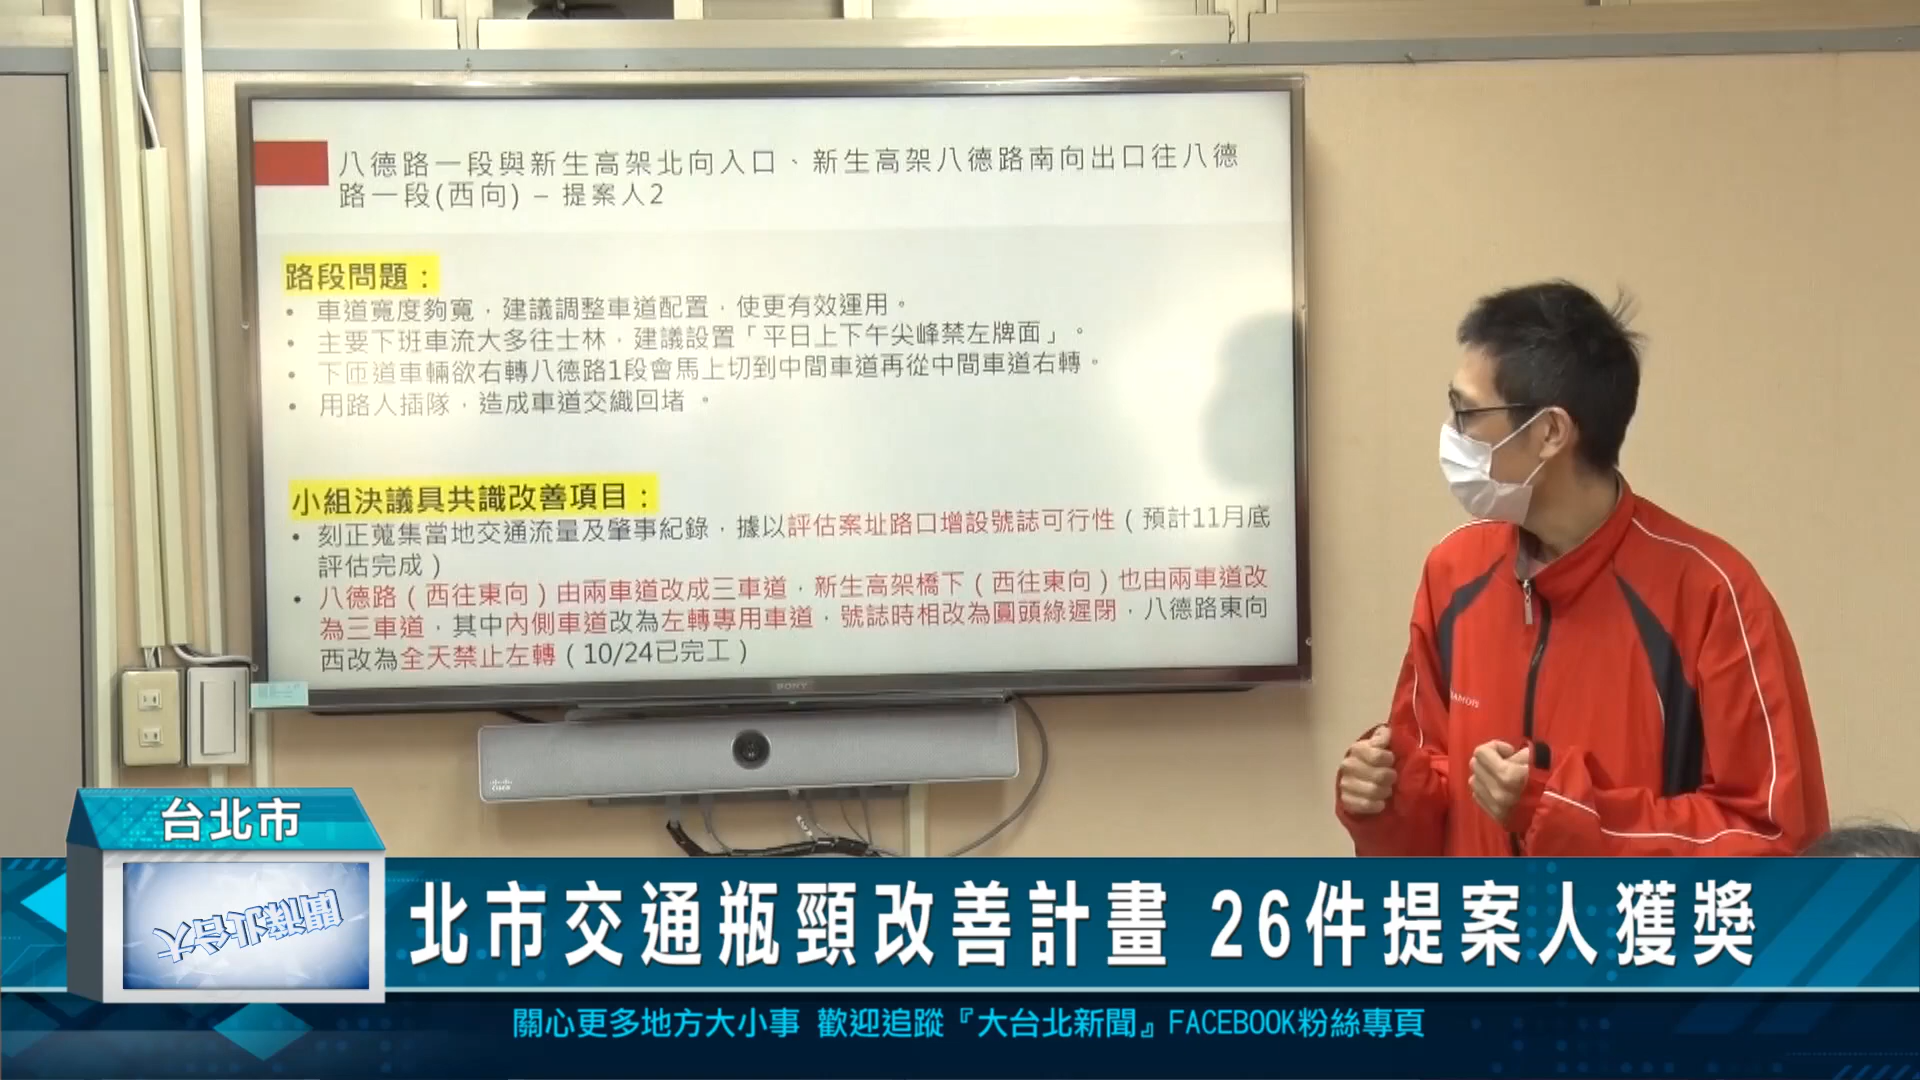 八德路一段與新生高架北向入口、新生高架八德路南向出口往八德
路一段(西向) – 提案人2
路段問題：
• 車道寬度夠寬，建議調整車道配置，使更有效運用。
• 主要下班車流大多往士林，建議設置「平日上下午尖峰禁左牌面」。
• 下匝道車輛欲右轉八德路1段會馬上切到中間車道再從中間車道右轉。
• 用路人插隊，造成車道交織回堵 。
小組決議具共識改善項目：
• 刻正蒐集當地交通流量及肇事紀錄，據以評估案址路口增設號誌可行性（預計11月底
評估完成）
• 八德路（西往東向）由兩車道改成三車道，新生高架橋下（西往東向）也由兩車道改
為三車道，其中內側車道改為左轉專用車道，號誌時相改為圓頭綠遲閉，八德路東向
西改為全天禁止左轉（10/24已完工）
SONY
台北市
大台北新聞
北市交通瓶頸改善計畫 26件提案人獲獎
關心更多地方大小事 歡迎追蹤『大台北新聞』FACEBOOK粉絲專頁